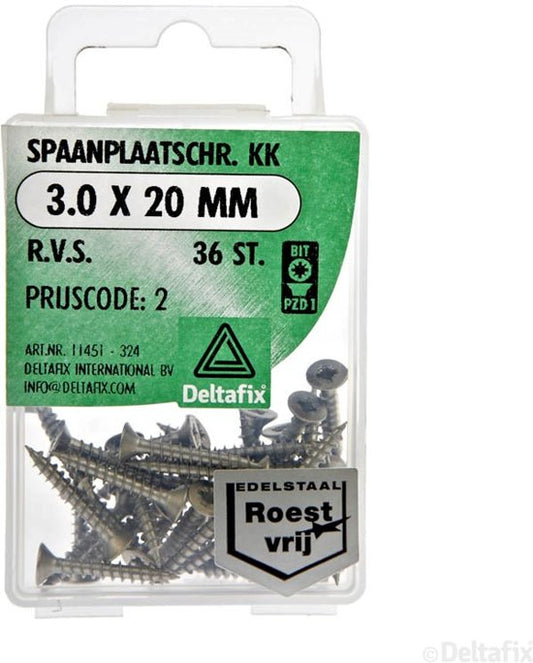 SPAANPLAATSCHR. KK
3.0 X 20 MM
R.V.S. 36 ST.
BIT
PZD 1
PRIJSCODE: 2
ART.NR. 11451 - 324
DELTAFIX INTERNATIONAL BV
INFO@DELTAFIX.COM
Deltafix®
EDELSTAAL
Roest
vrij
©Deltafix